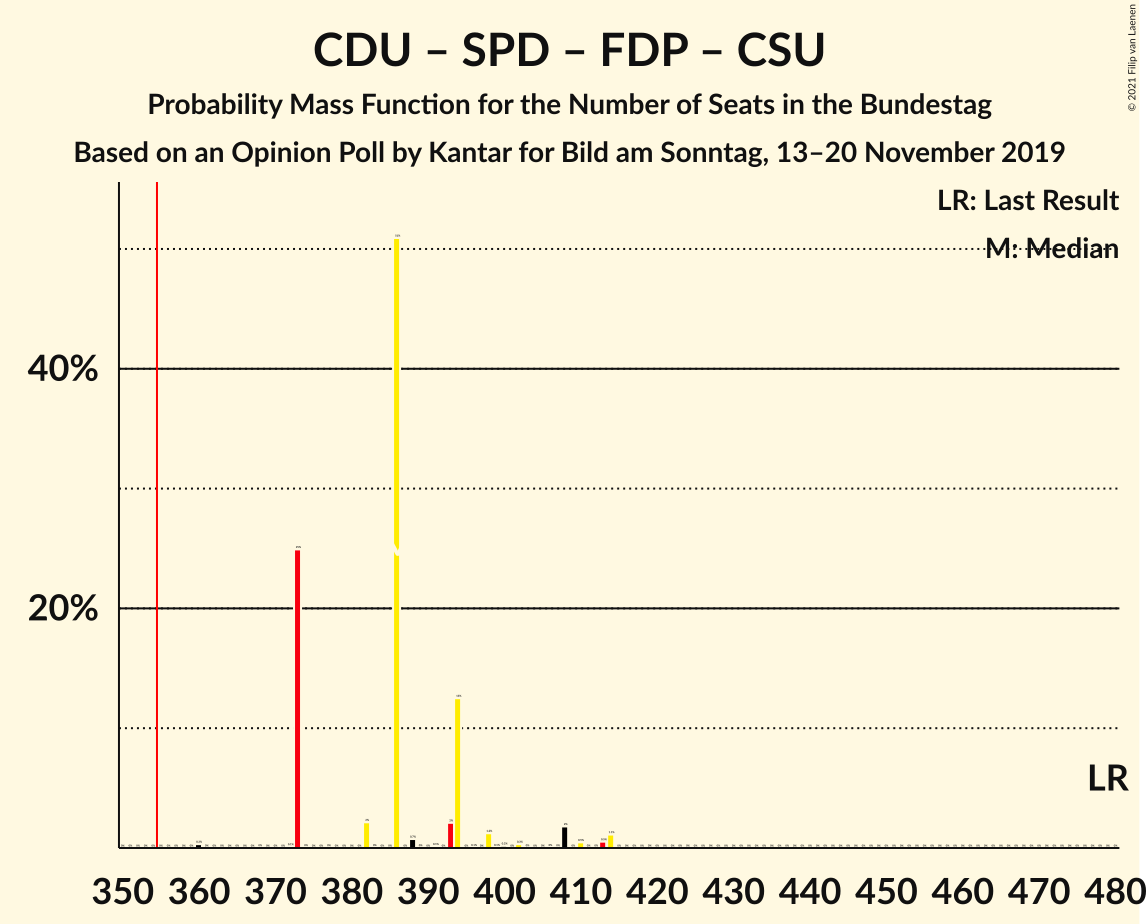 CDU – SPD – FDP – CSU
Probability Mass Function for the Number of Seats in the Bundestag
Based on an Opinion Poll by Kantar for Bild am Sonntag, 13–20 November 2019
© 2021 Filip van Laenen
LR: Last Result
M: Median
40%
20%
LR
350 360 370 380 390 400 410 420 430 440 450 460 470 480